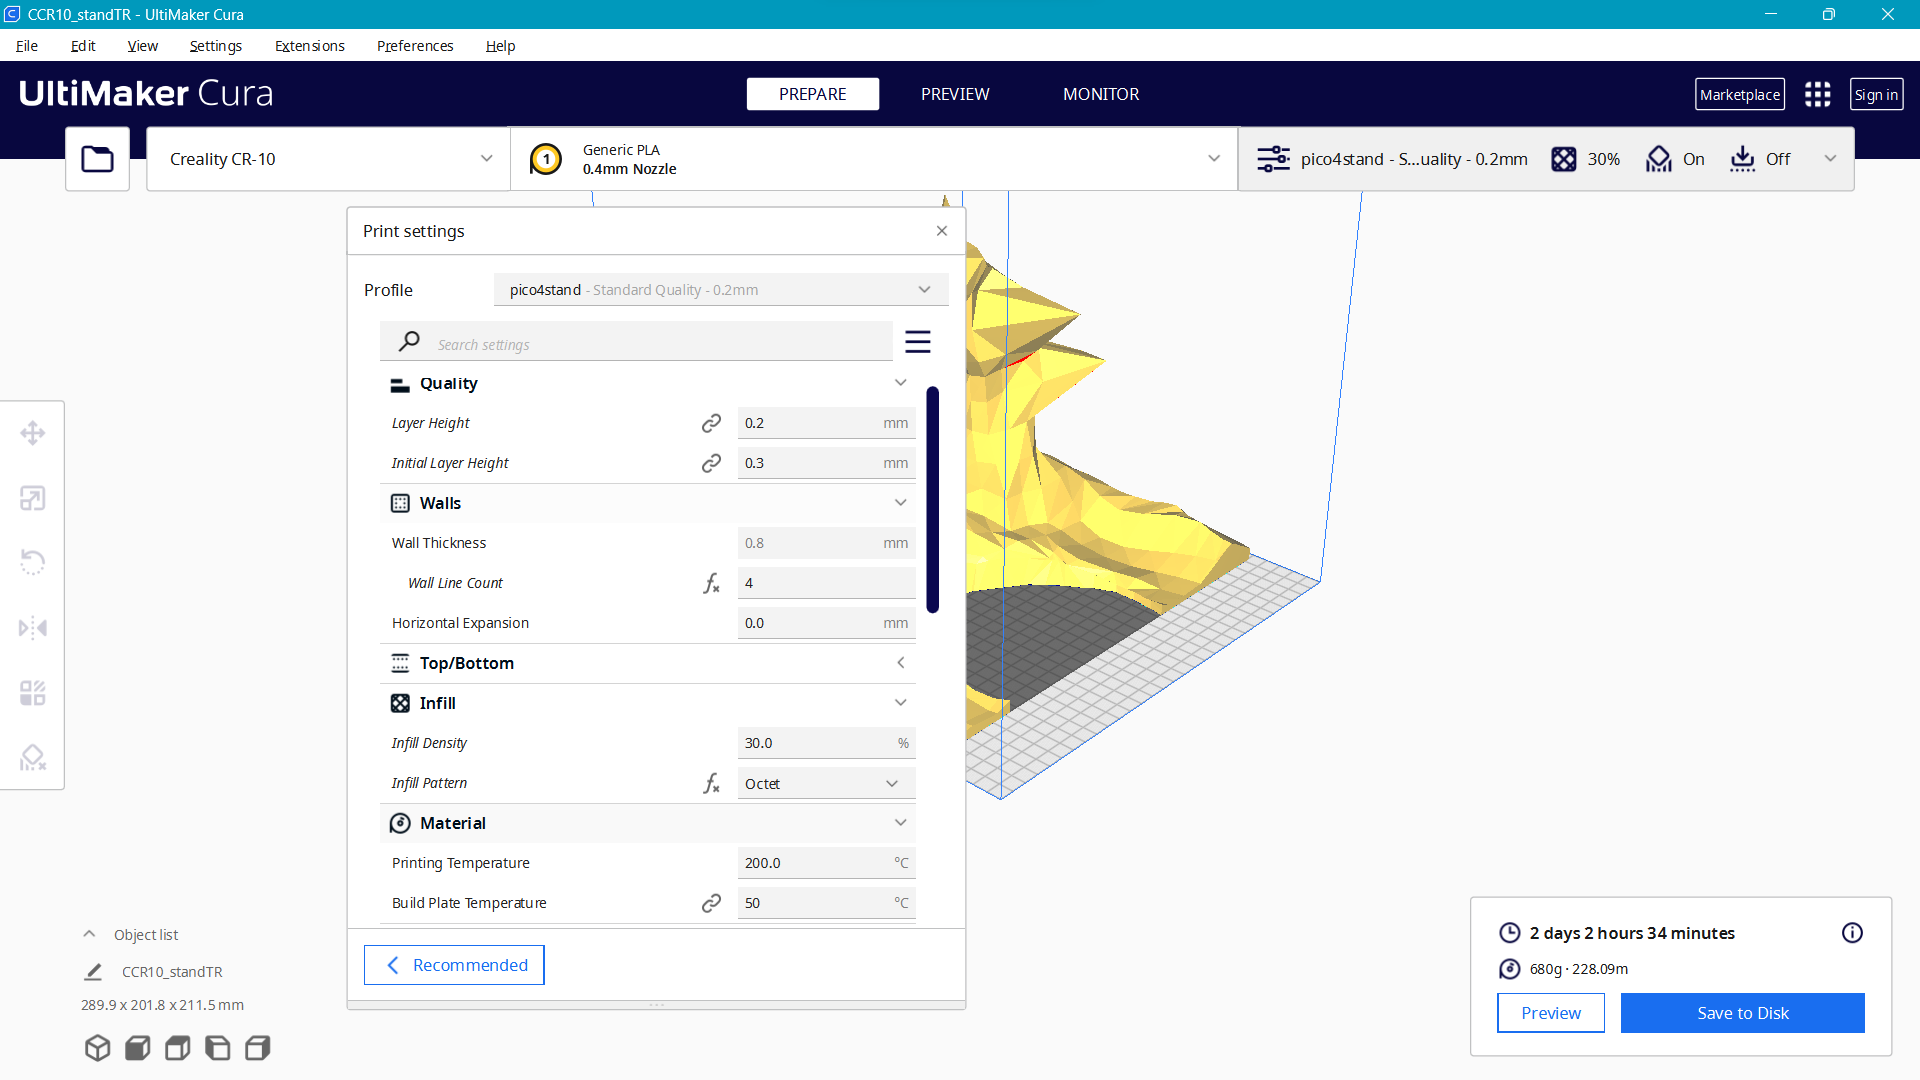 CCR10_standTR - UltiMaker Cura
File Edit View Settings Extensions Preferences Help
UltiMaker Cura
PREPARE PREVIEW MONITOR
Marketplace Sign in
Creality CR-10
1
Generic PLA
0.4mm Nozzle
pico4stand - S...uality - 0.2mm 30% On Off
Print settings
Profile pico4stand - Standard Quality - 0.2mm
Search settings
Quality
Layer Height 0.2 mm
Initial Layer Height 0.3 mm
Walls
Wall Thickness 0.8 mm
Wall Line Count fx 4
Horizontal Expansion 0.0 mm
Top/Bottom
Infill
Infill Density 30.0 %
Infill Pattern fx Octet
Material
Printing Temperature 200.0 °C
Build Plate Temperature 50 °C
Recommended
Object list
CCR10_standTR
289.9 x 201.8 x 211.5 mm
2 days 2 hours 34 minutes
680g · 228.09m
Preview Save to Disk